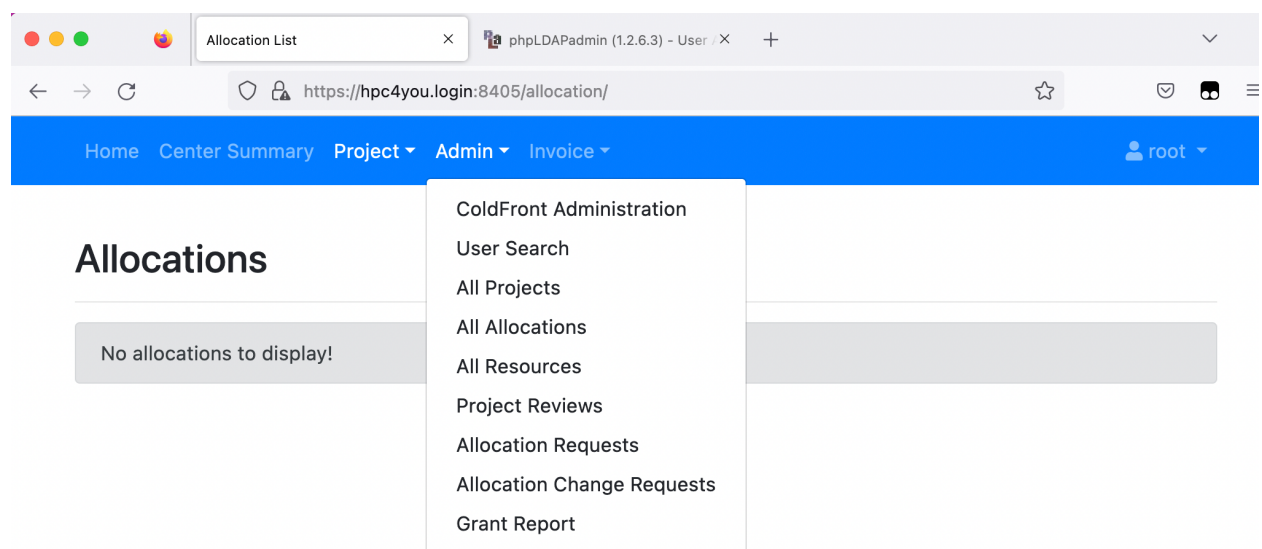 Allocation List
phpLDAPadmin (1.2.6.3) - User
https://hpc4you.login:8405/allocation/
Home Center Summary Project Admin Invoice root
ColdFront Administration
User Search
Allocations
All Projects
All Allocations
No allocations to display!
All Resources
Project Reviews
Allocation Requests
Allocation Change Requests
Grant Report